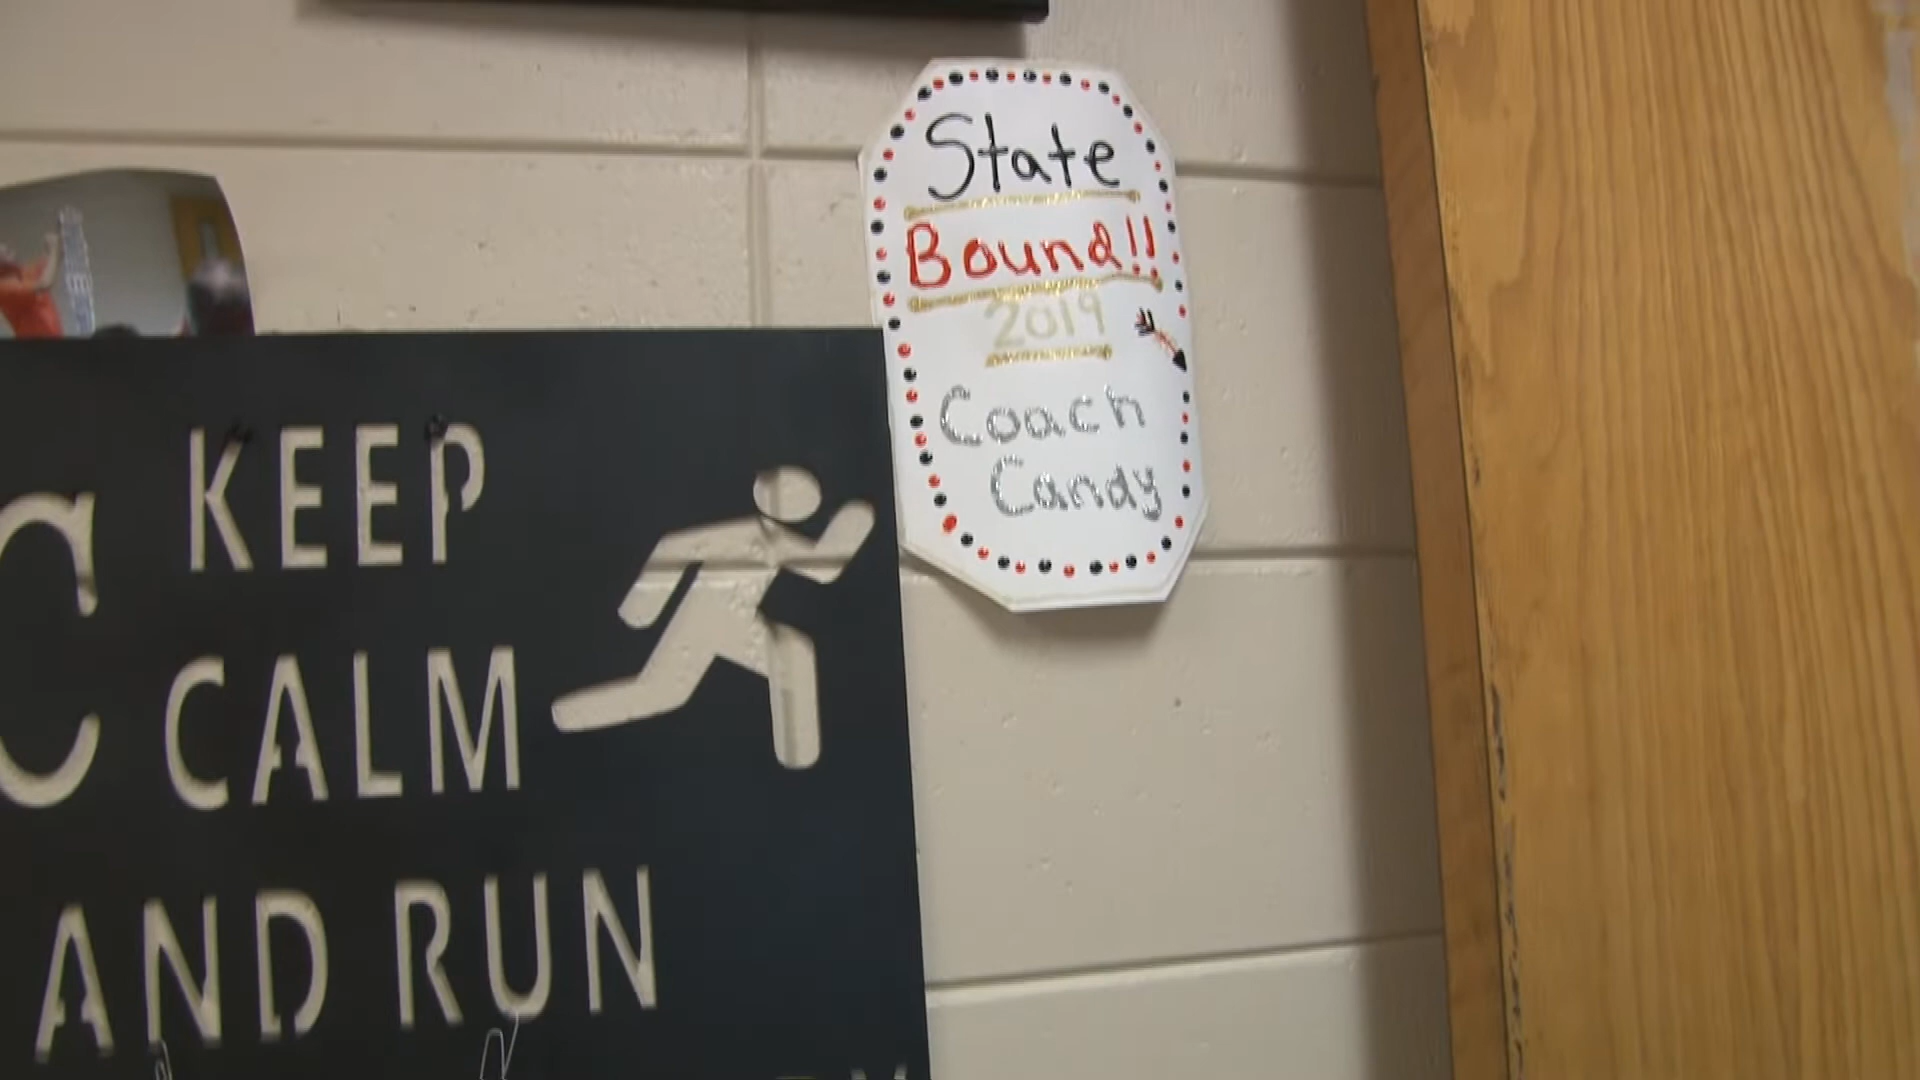 State
Bound!!
2019
Coach
Candy
KEEP
C CALM
AND RUN